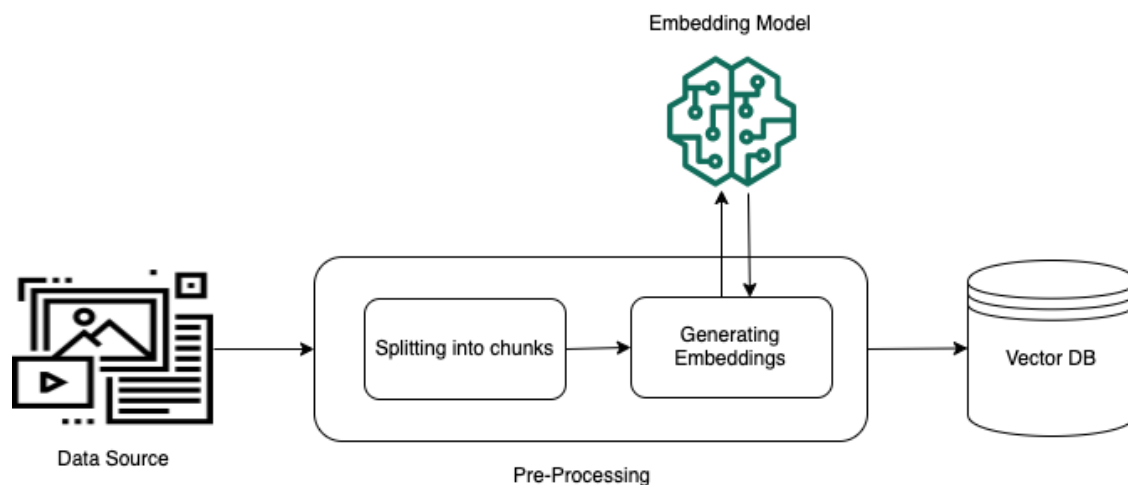 Embedding Model
Splitting into chunks
Generating
Embeddings
Vector DB
Data Source
Pre-Processing